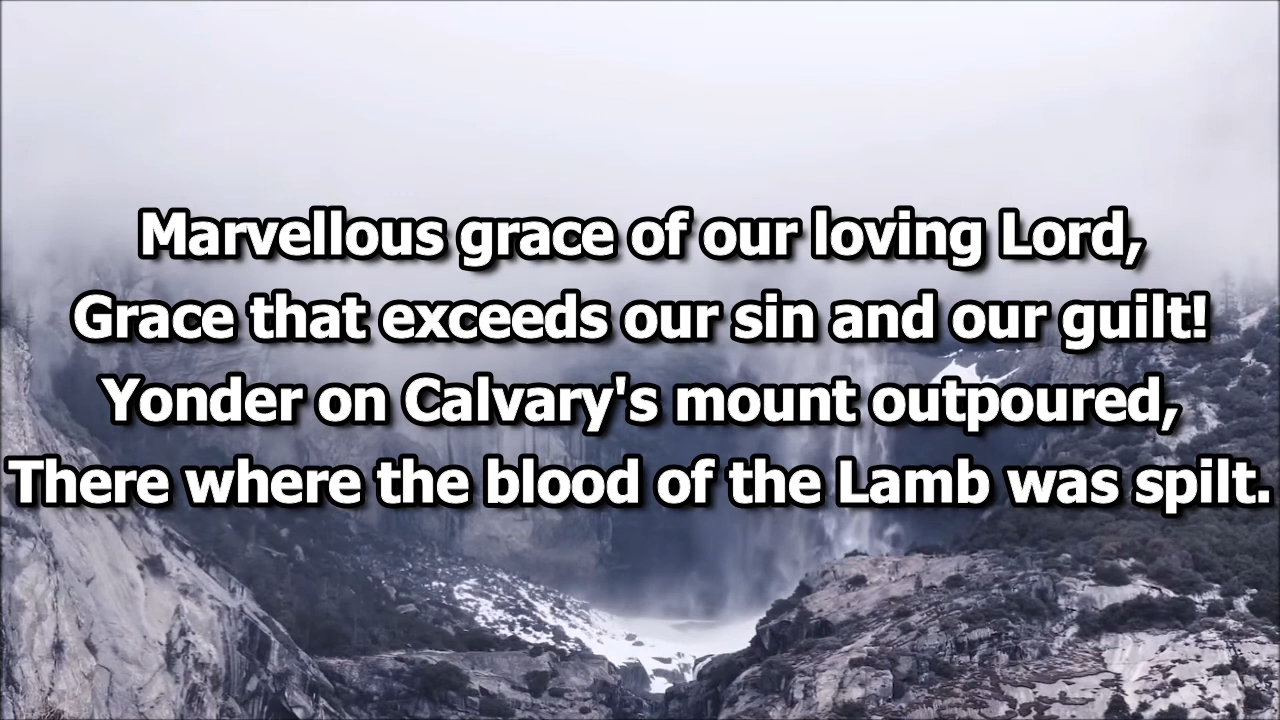 Marvellous grace of our loving Lord,
Grace that exceeds our sin and our guilt!
Yonder on Calvary's mount outpoured,
There where the blood of the Lamb was spilt.